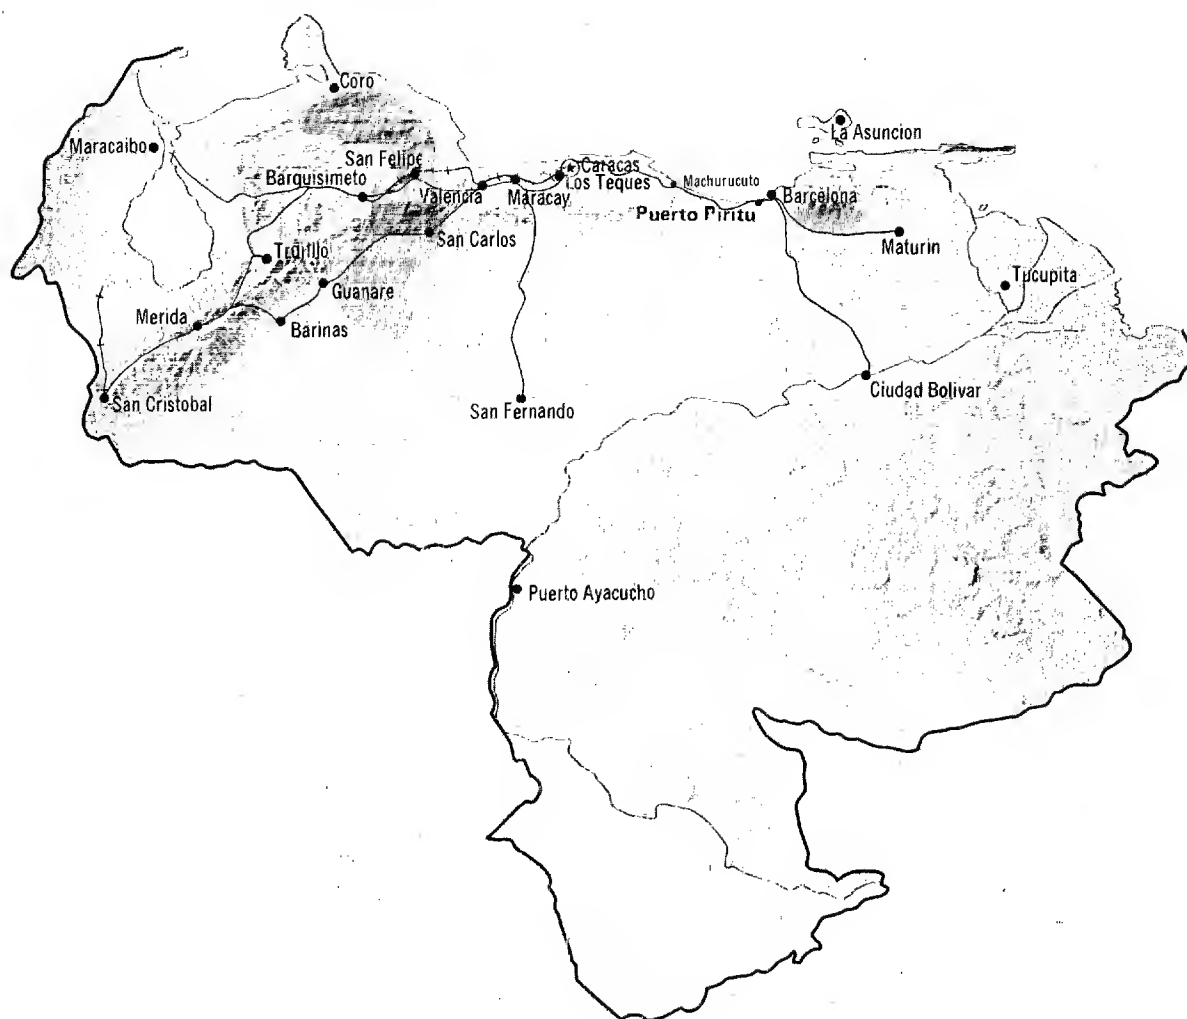 Coro
La Asuncion
Maracaibo
San Felipe
Caracas
Barquisimeto
Los Teques
Machurucuto
Valencia
Maracay
Barcelona
Puerto Piritu
San Carlos
Maturin
Trujillo
Tucupita
Guanare
Merida
Barinas
Ciudad Bolivar
San Cristobal
San Fernando
Puerto Ayacucho